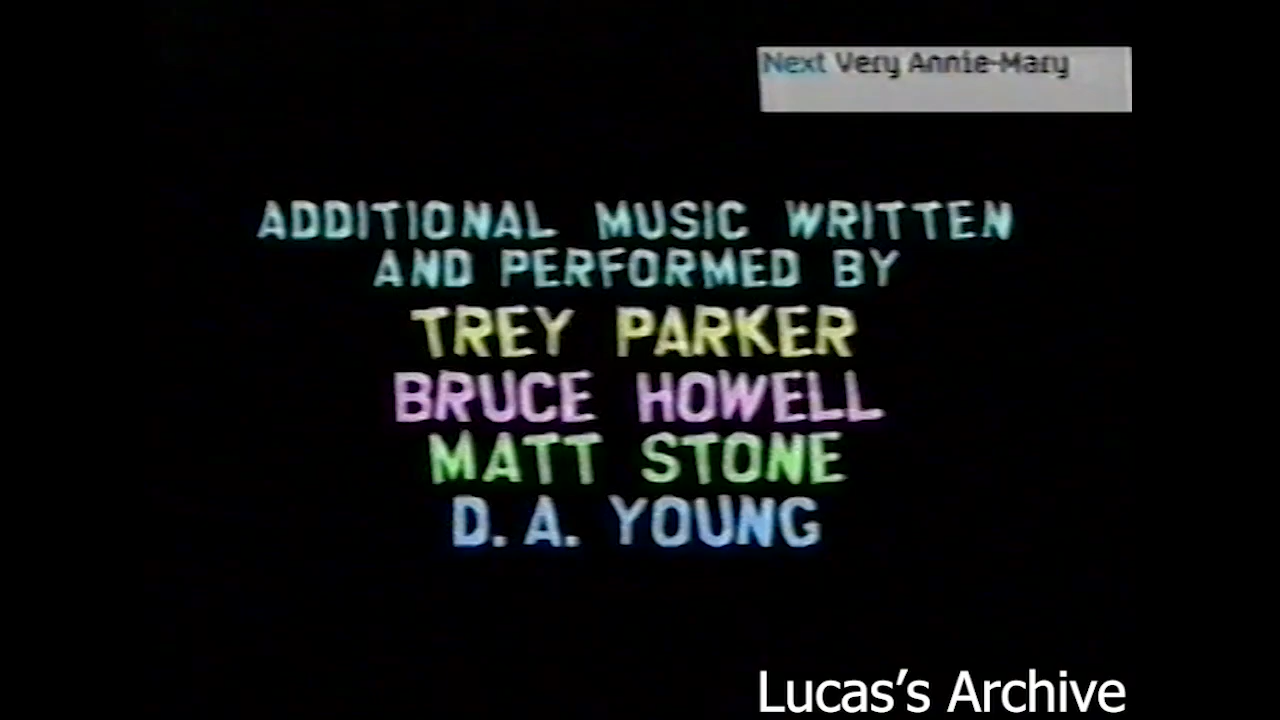 Next Very Annie-Mary
ADDITIONAL MUSIC WRITTEN
AND PERFORMED BY
TREY PARKER
BRUCE HOWELL
MATT STONE
D. A. YOUNG
Lucas's Archive